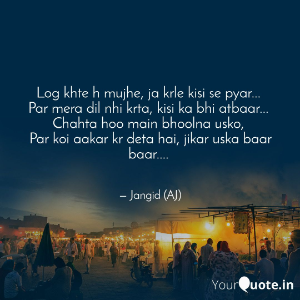 Log khte h mujhe, ja krle kisi se pyar...
Par mera dil nhi krta, kisi ka bhi atbaar...
Chahta hoo main bhoolna usko,
Par koi aakar kr deta hai, jikar uska baar
baar....
– Jangid (AJ)
YourQuote.in